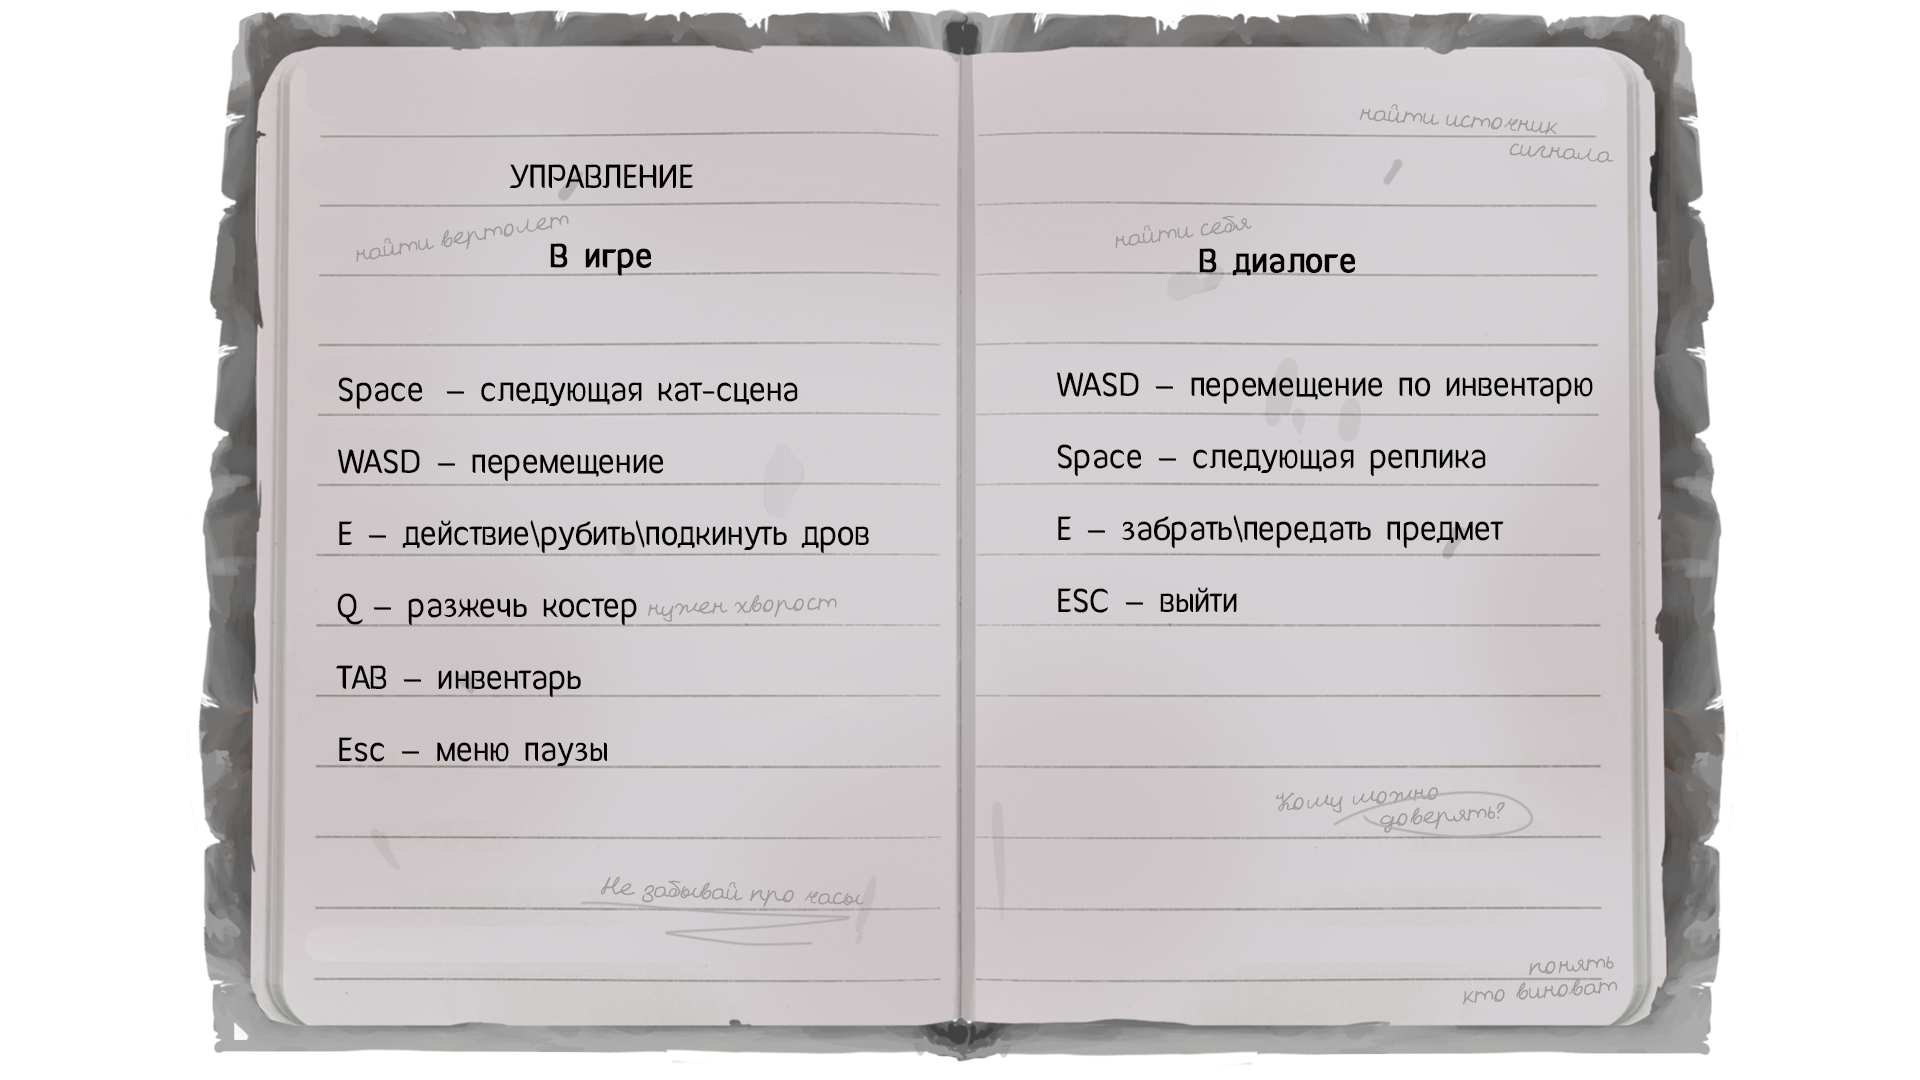 УПРАВЛЕНИЕ
найти вертолет
В игре
Space – следующая кат-сцена
WASD – перемещение
E – действие\рубить\подкинуть дров
Q – разжечь костер нужен хворост
TAB – инвентарь
Esc – меню паузы
Не забывай про часы
найти источник
сигнала
найти себя
В диалоге
WASD – перемещение по инвентарю
Space – следующая реплика
E – забрать\передать предмет
ESC – выйти
Кому можно
доверять?
понять
кто виноват